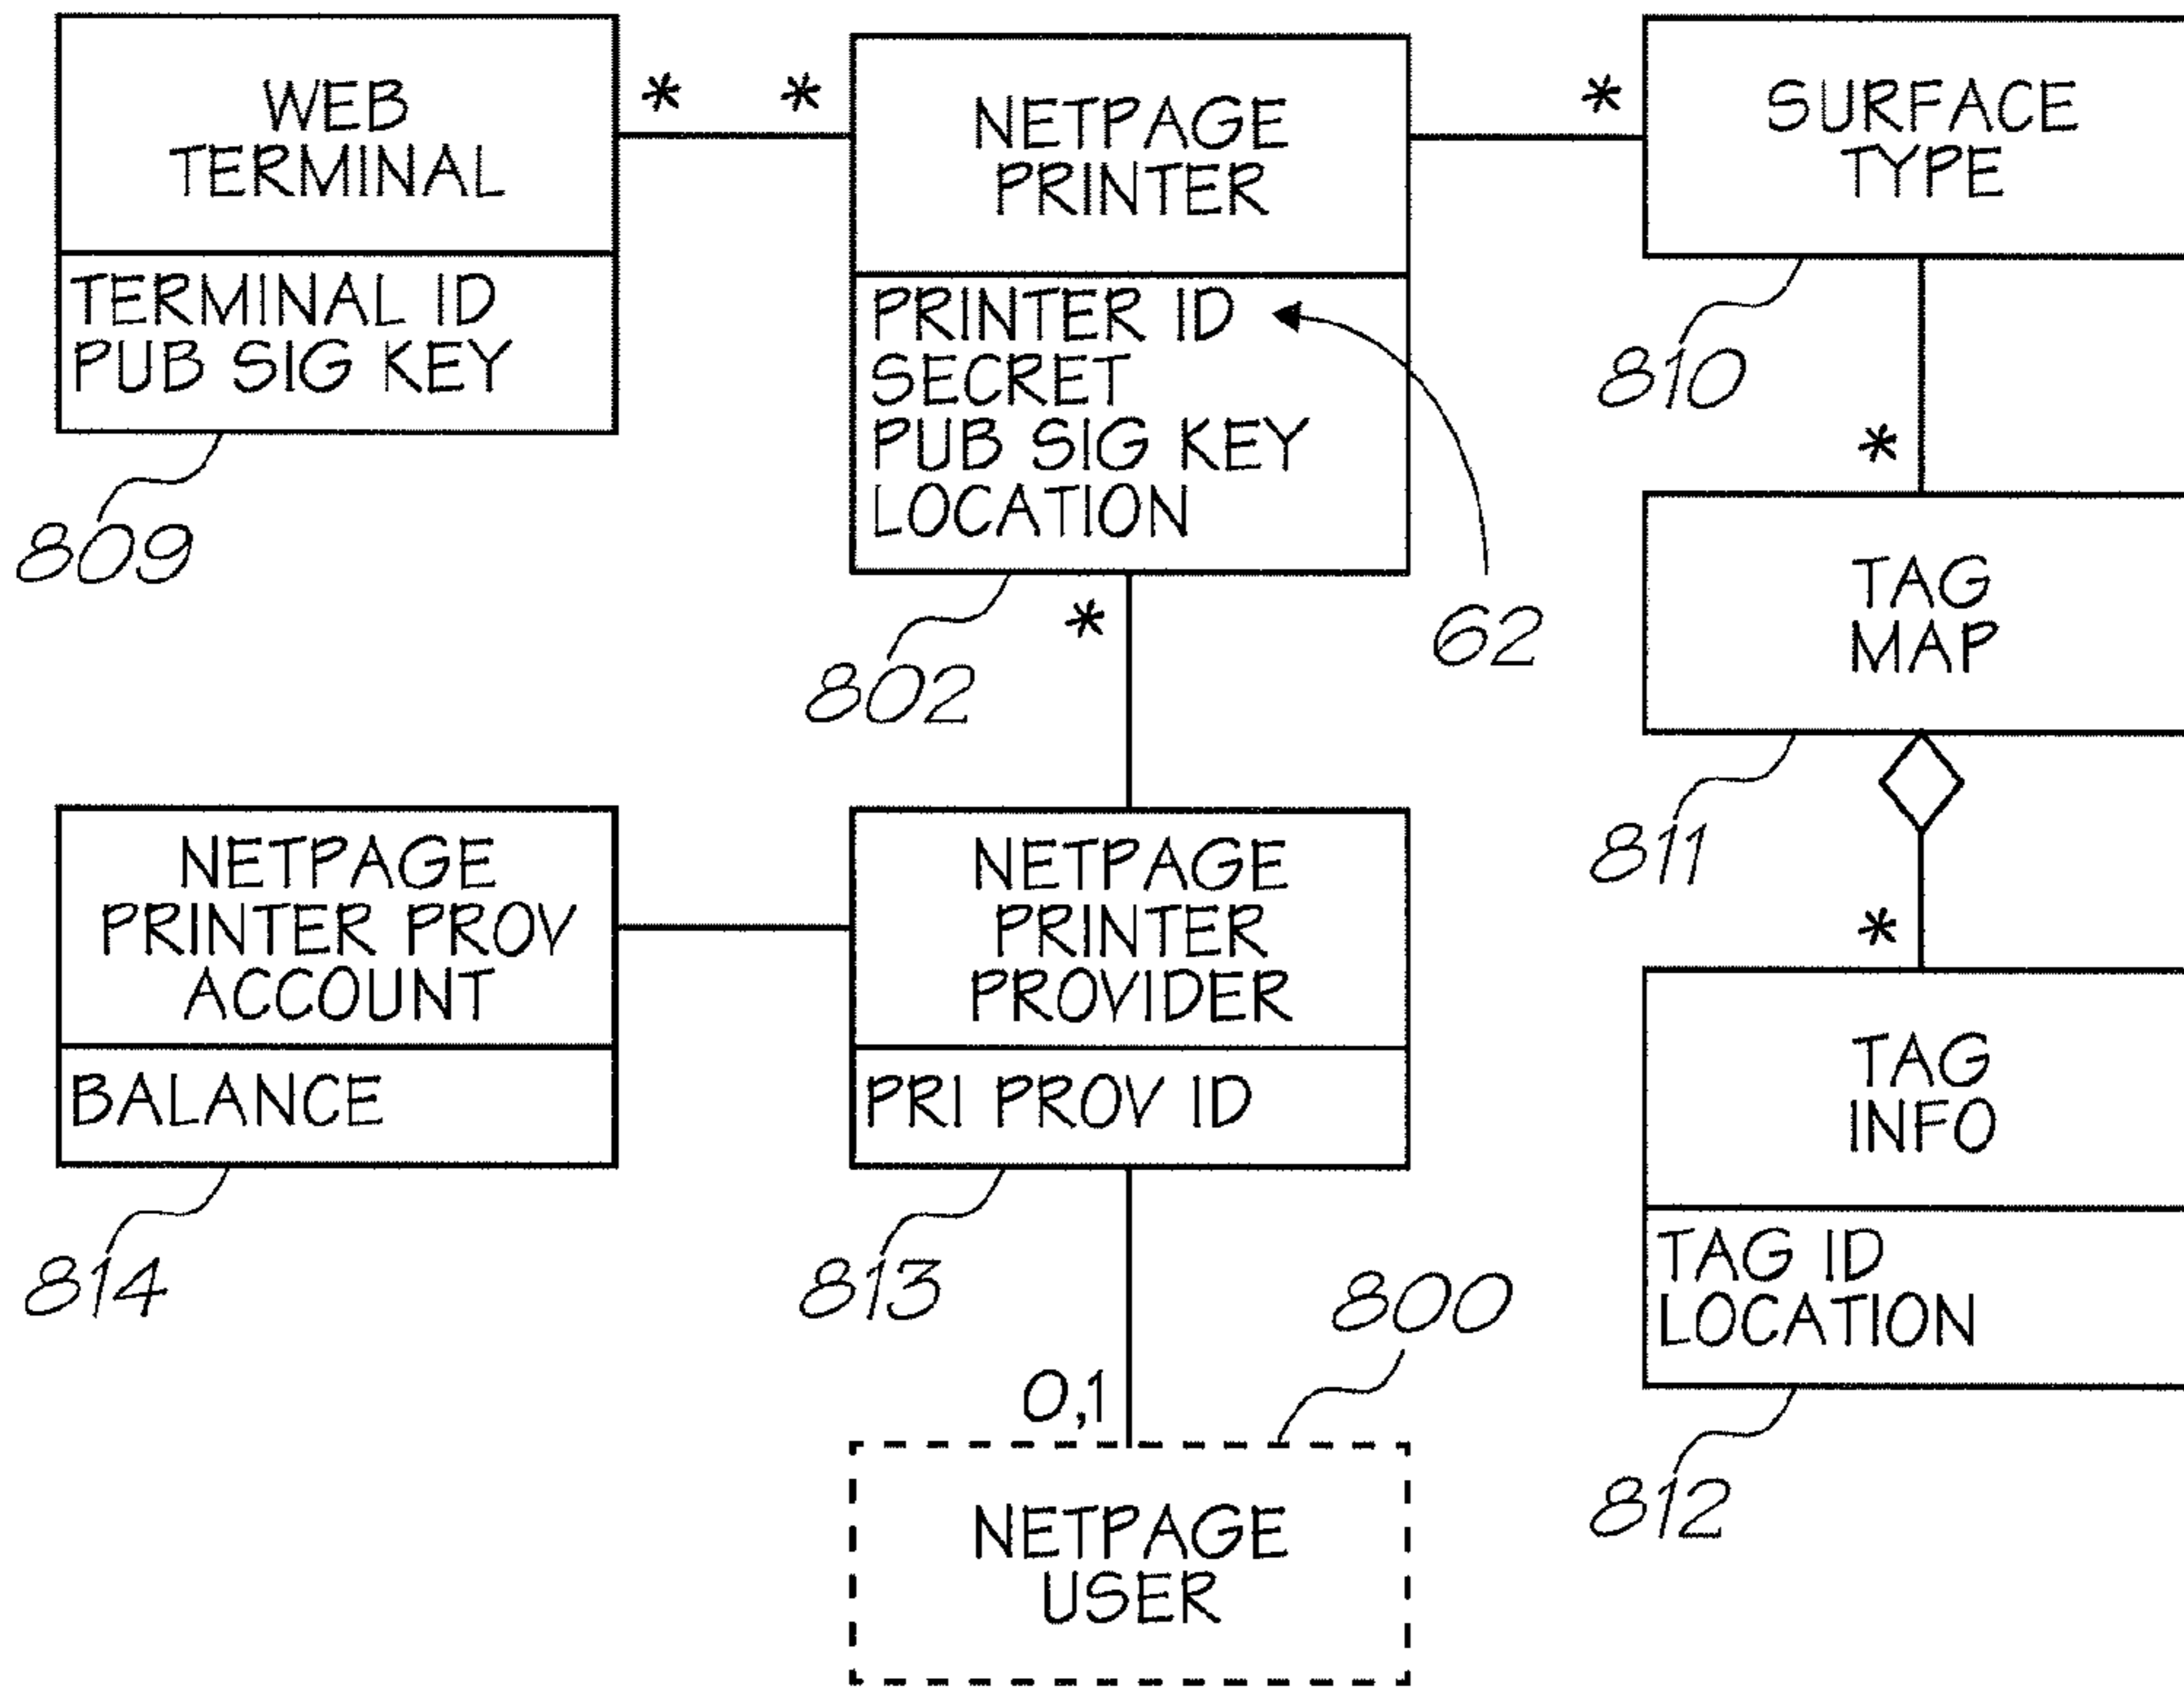 WEB
TERMINAL
TERMINAL ID
PUB SIG KEY
809
*
*
NETPAGE
PRINTER
PRINTER ID
SECRET
PUB SIG KEY
LOCATION
62
802
*
*
SURFACE
TYPE
810
*
TAG
MAP
811
*
TAG
INFO
TAG ID
LOCATION
812
NETPAGE
PRINTER PROV
ACCOUNT
BALANCE
814
NETPAGE
PRINTER
PROVIDER
PRI PROV ID
813
800
0,1
NETPAGE
USER